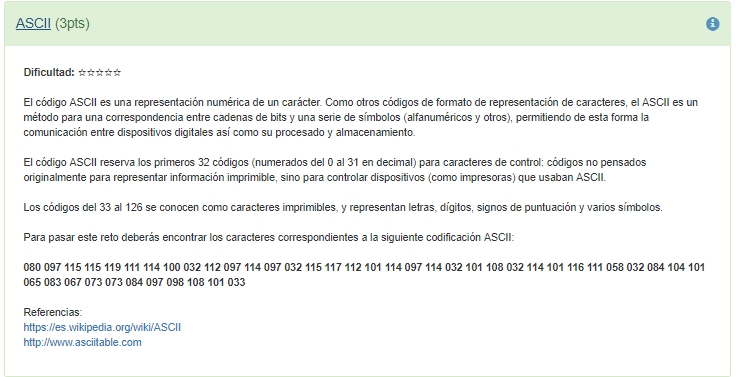 ASCII (3pts)
Dificultad: ☆☆☆☆☆
El código ASCII es una representación numérica de un carácter. Como otros códigos de formato de representación de caracteres, el ASCII es un
método para una correspondencia entre cadenas de bits y una serie de símbolos (alfanuméricos y otros), permitiendo de esta forma la
comunicación entre dispositivos digitales así como su procesado y almacenamiento.
El código ASCII reserva los primeros 32 códigos (numerados del 0 al 31 en decimal) para caracteres de control: códigos no pensados
originalmente para representar información imprimible, sino para controlar dispositivos (como impresoras) que usaban ASCII.
Los códigos del 33 al 126 se conocen como caracteres imprimibles, y representan letras, dígitos, signos de puntuación y varios símbolos.
Para pasar este reto deberás encontrar los caracteres correspondientes a la siguiente codificación ASCII:
080 097 115 115 119 111 114 100 032 112 097 114 097 032 115 117 112 101 114 097 114 032 101 108 032 114 101 116 111 058 032 084 104 101
065 083 067 073 073 084 097 098 108 101 033
Referencias:
https://es.wikipedia.org/wiki/ASCII
http://www.asciitable.com